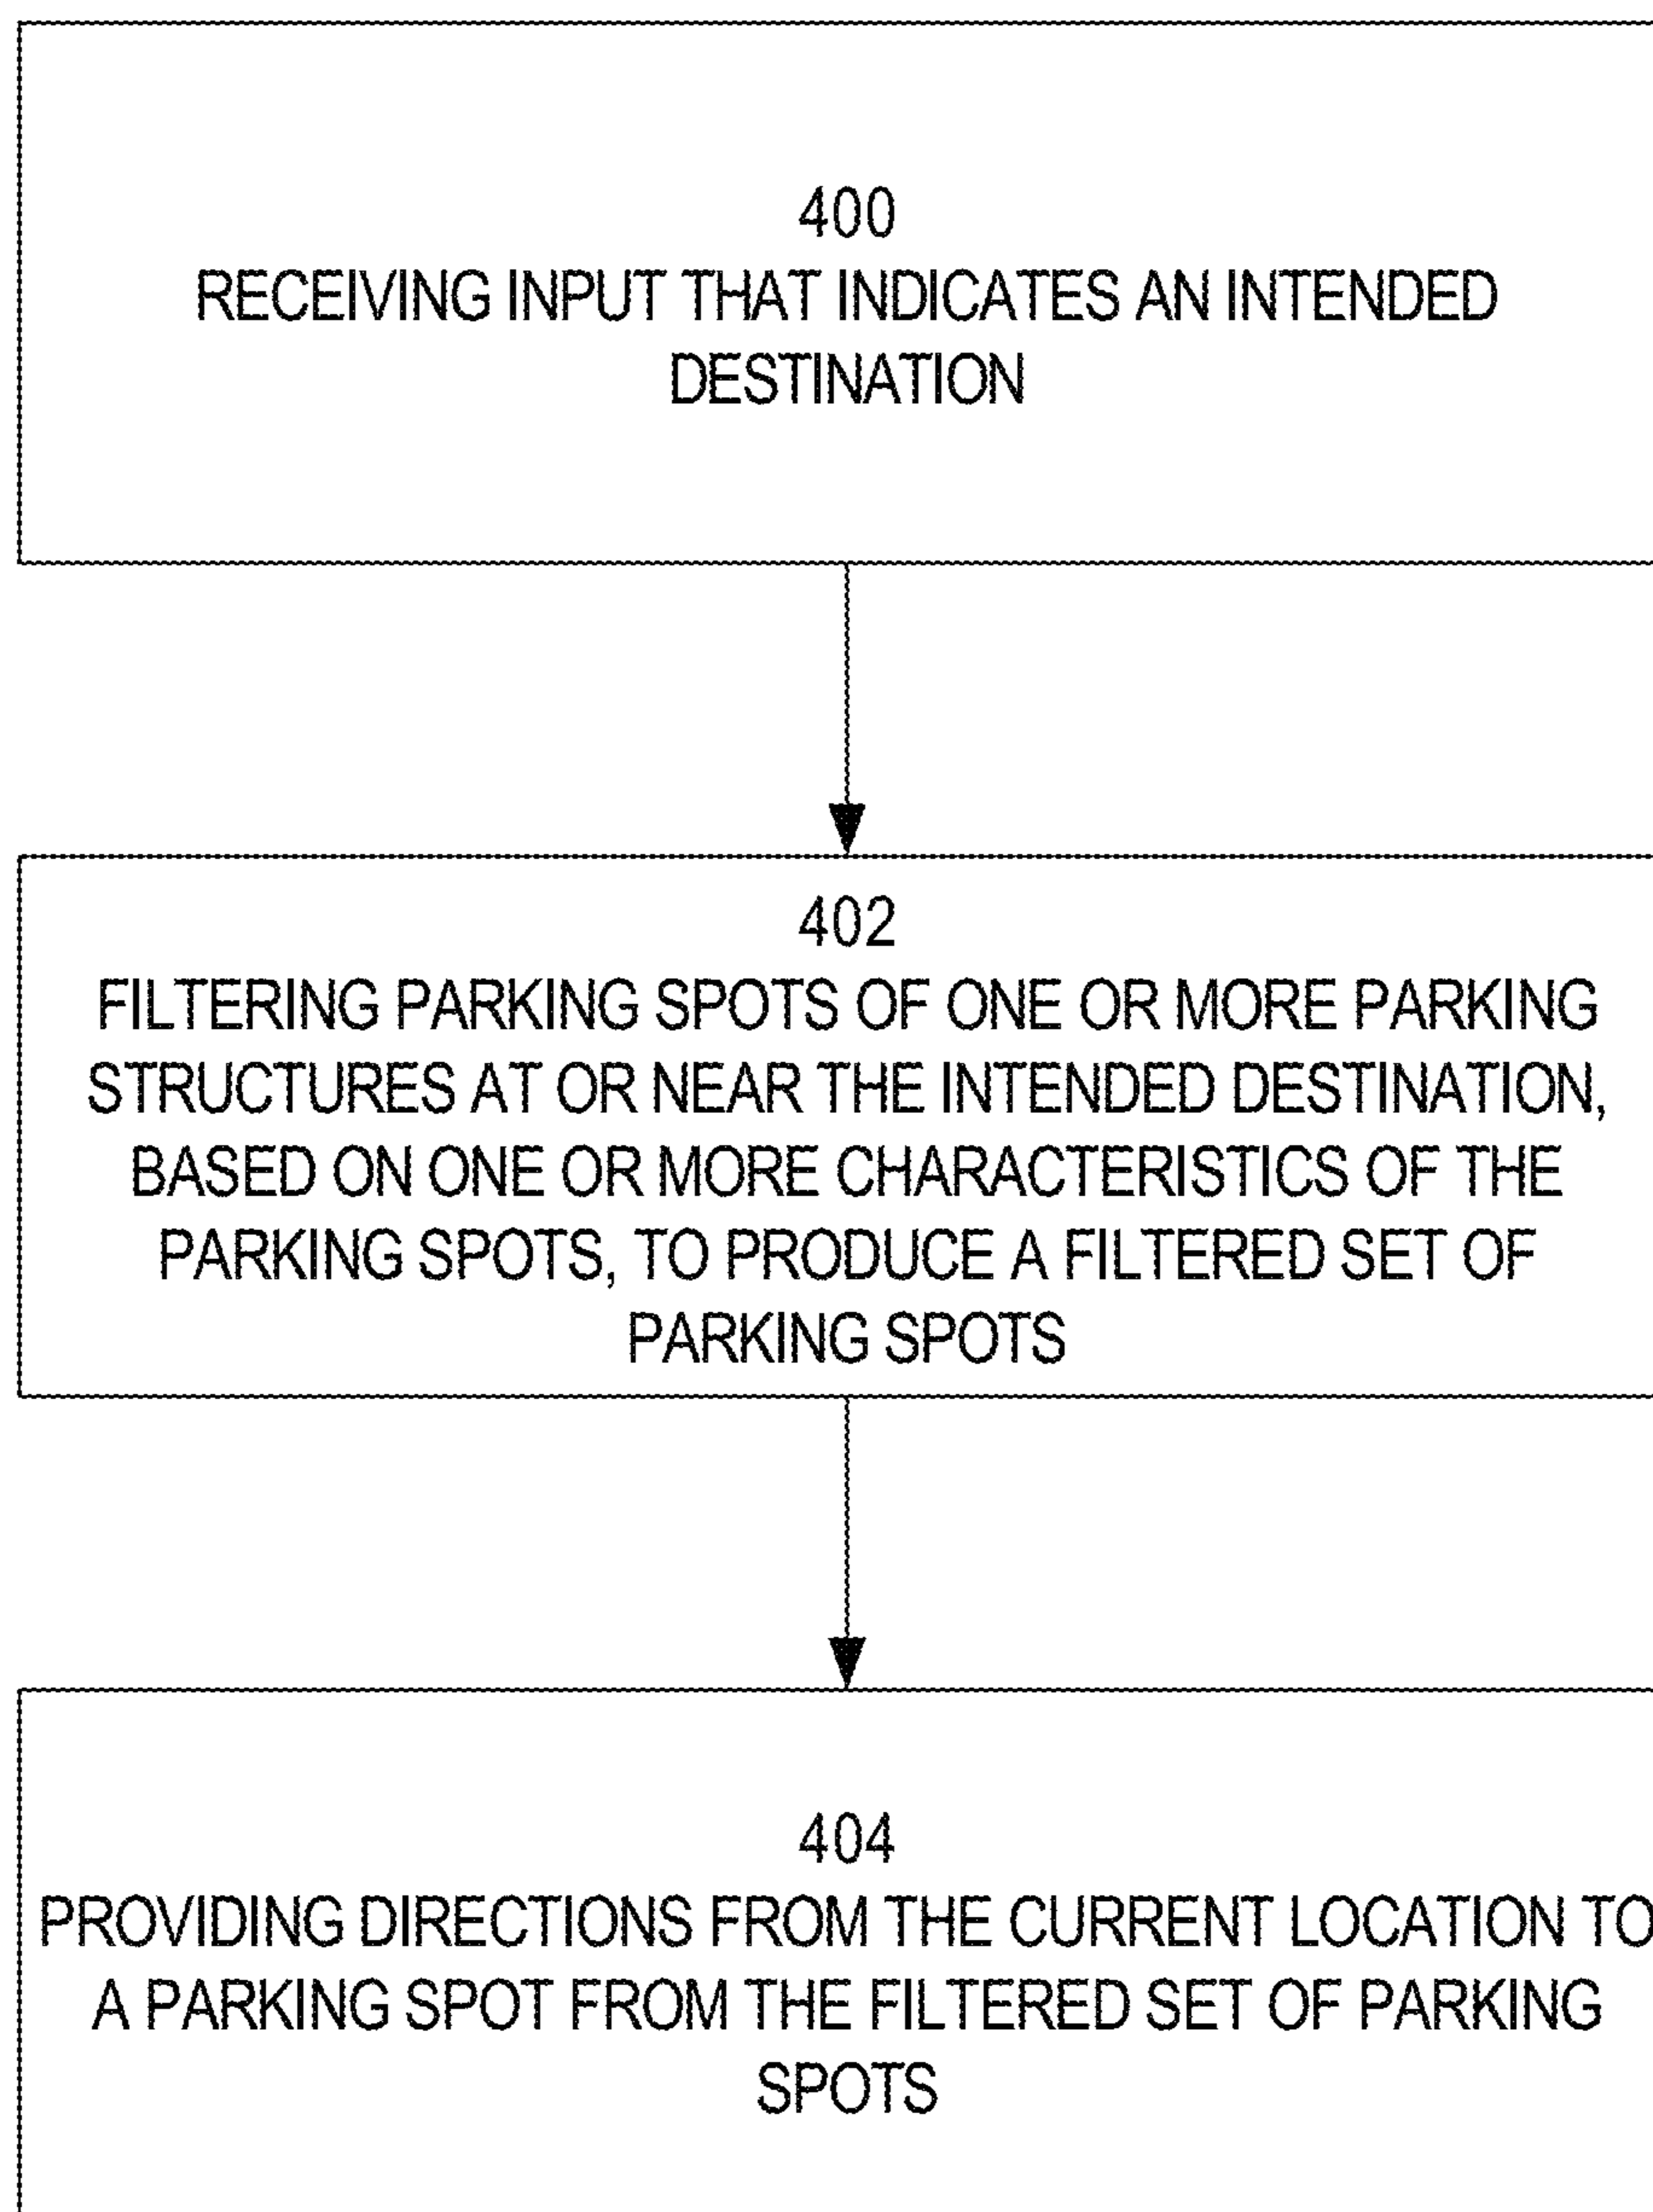 400
RECEIVING INPUT THAT INDICATES AN INTENDED
DESTINATION
402
FILTERING PARKING SPOTS OF ONE OR MORE PARKING
STRUCTURES AT OR NEAR THE INTENDED DESTINATION,
BASED ON ONE OR MORE CHARACTERISTICS OF THE
PARKING SPOTS, TO PRODUCE A FILTERED SET OF
PARKING SPOTS
404
PROVIDING DIRECTIONS FROM THE CURRENT LOCATION TO
A PARKING SPOT FROM THE FILTERED SET OF PARKING
SPOTS